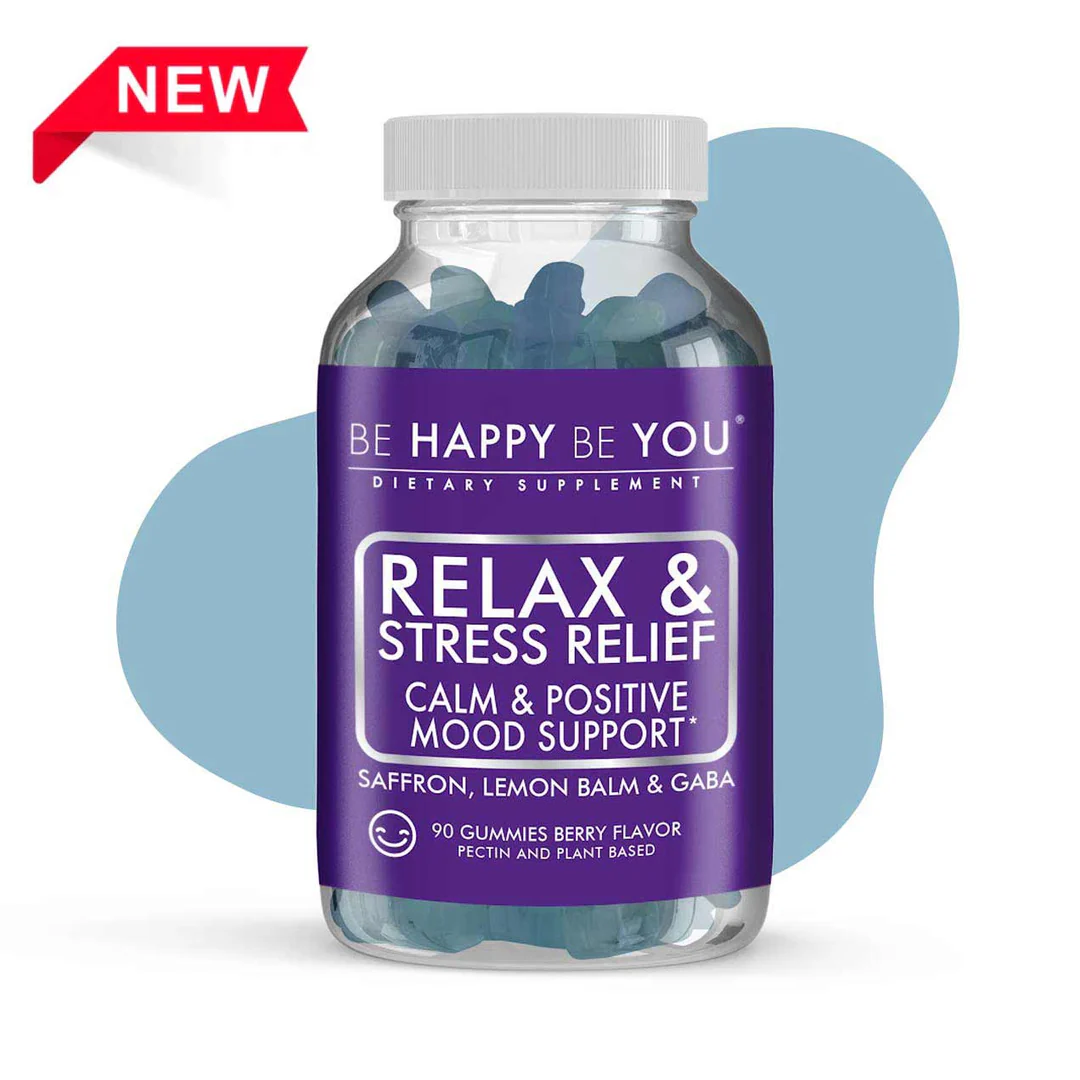 NEW
BE HAPPY BE YOU®
DIETARY SUPPLEMENT
RELAX &
STRESS RELIEF
CALM & POSITIVE
MOOD SUPPORT*
SAFFRON, LEMON BALM & GABA
90 GUMMIES BERRY FLAVOR
PECTIN AND PLANT BASED